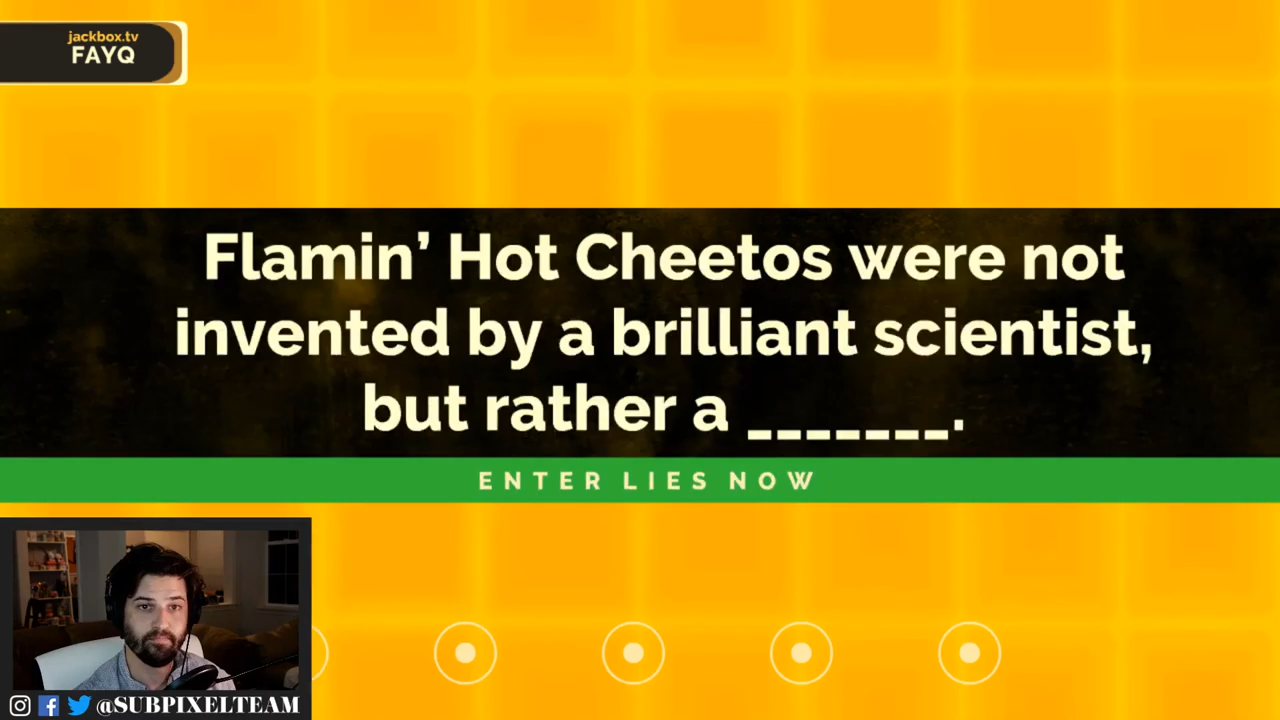 jackbox.tv
FAYQ
Flamin’ Hot Cheetos were not
invented by a brilliant scientist,
but rather a _______.
ENTER LIES NOW
@SUBPIXELTEAM